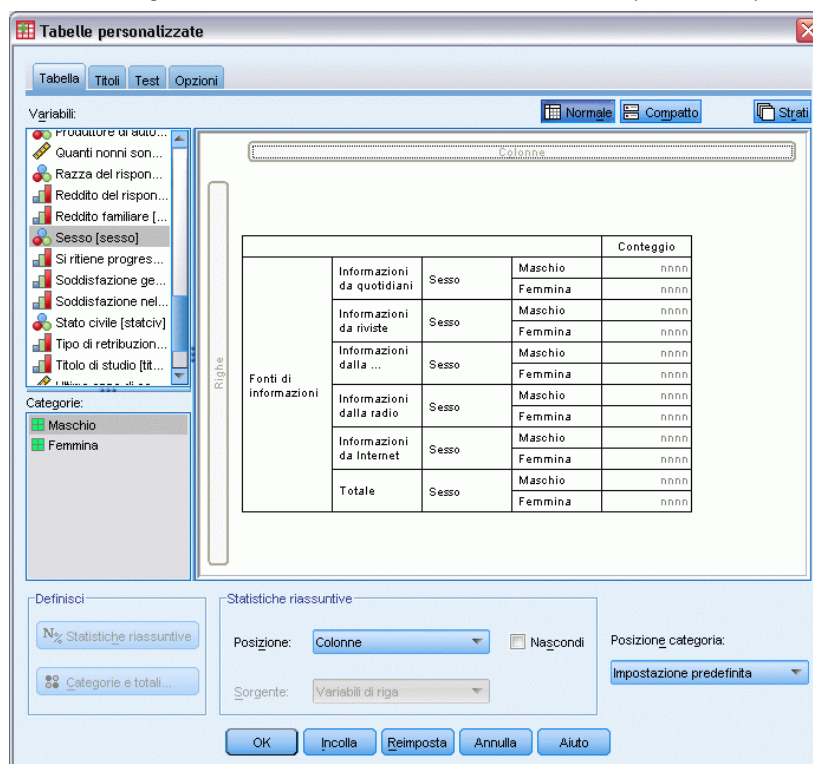 Tabelle personalizzate
Tabella Titoli Test Opzioni
Variabili:
Normale Compatto Strati
Produttore di auto...
Quanti nonni son...
Razza del rispon...
Reddito del rispon...
Reddito familiare [...
Sesso [sesso]
Si ritiene progres...
Soddisfazione ge...
Soddisfazione nel...
Stato civile [statciv]
Tipo di retribuzion...
Titolo di studio [tit...
Categorie:
Maschio
Femmina
Colonne
Righe
Conteggio
Fonti di informazioni
Informazioni da quotidiani Sesso Maschio nnnn
Femmina nnnn
Informazioni da riviste Sesso Maschio nnnn
Femmina nnnn
Informazioni dalla ... Sesso Maschio nnnn
Femmina nnnn
Informazioni dalla radio Sesso Maschio nnnn
Femmina nnnn
Informazioni da Internet Sesso Maschio nnnn
Femmina nnnn
Totale Sesso Maschio nnnn
Femmina nnnn
Definisci
N% Statistiche riassuntive
Categorie e totali...
Statistiche riassuntive
Posizione: Colonne Nascondi
Sorgente: Variabili di riga
Posizione categoria:
Impostazione predefinita
OK Incolla Reimposta Annulla Aiuto